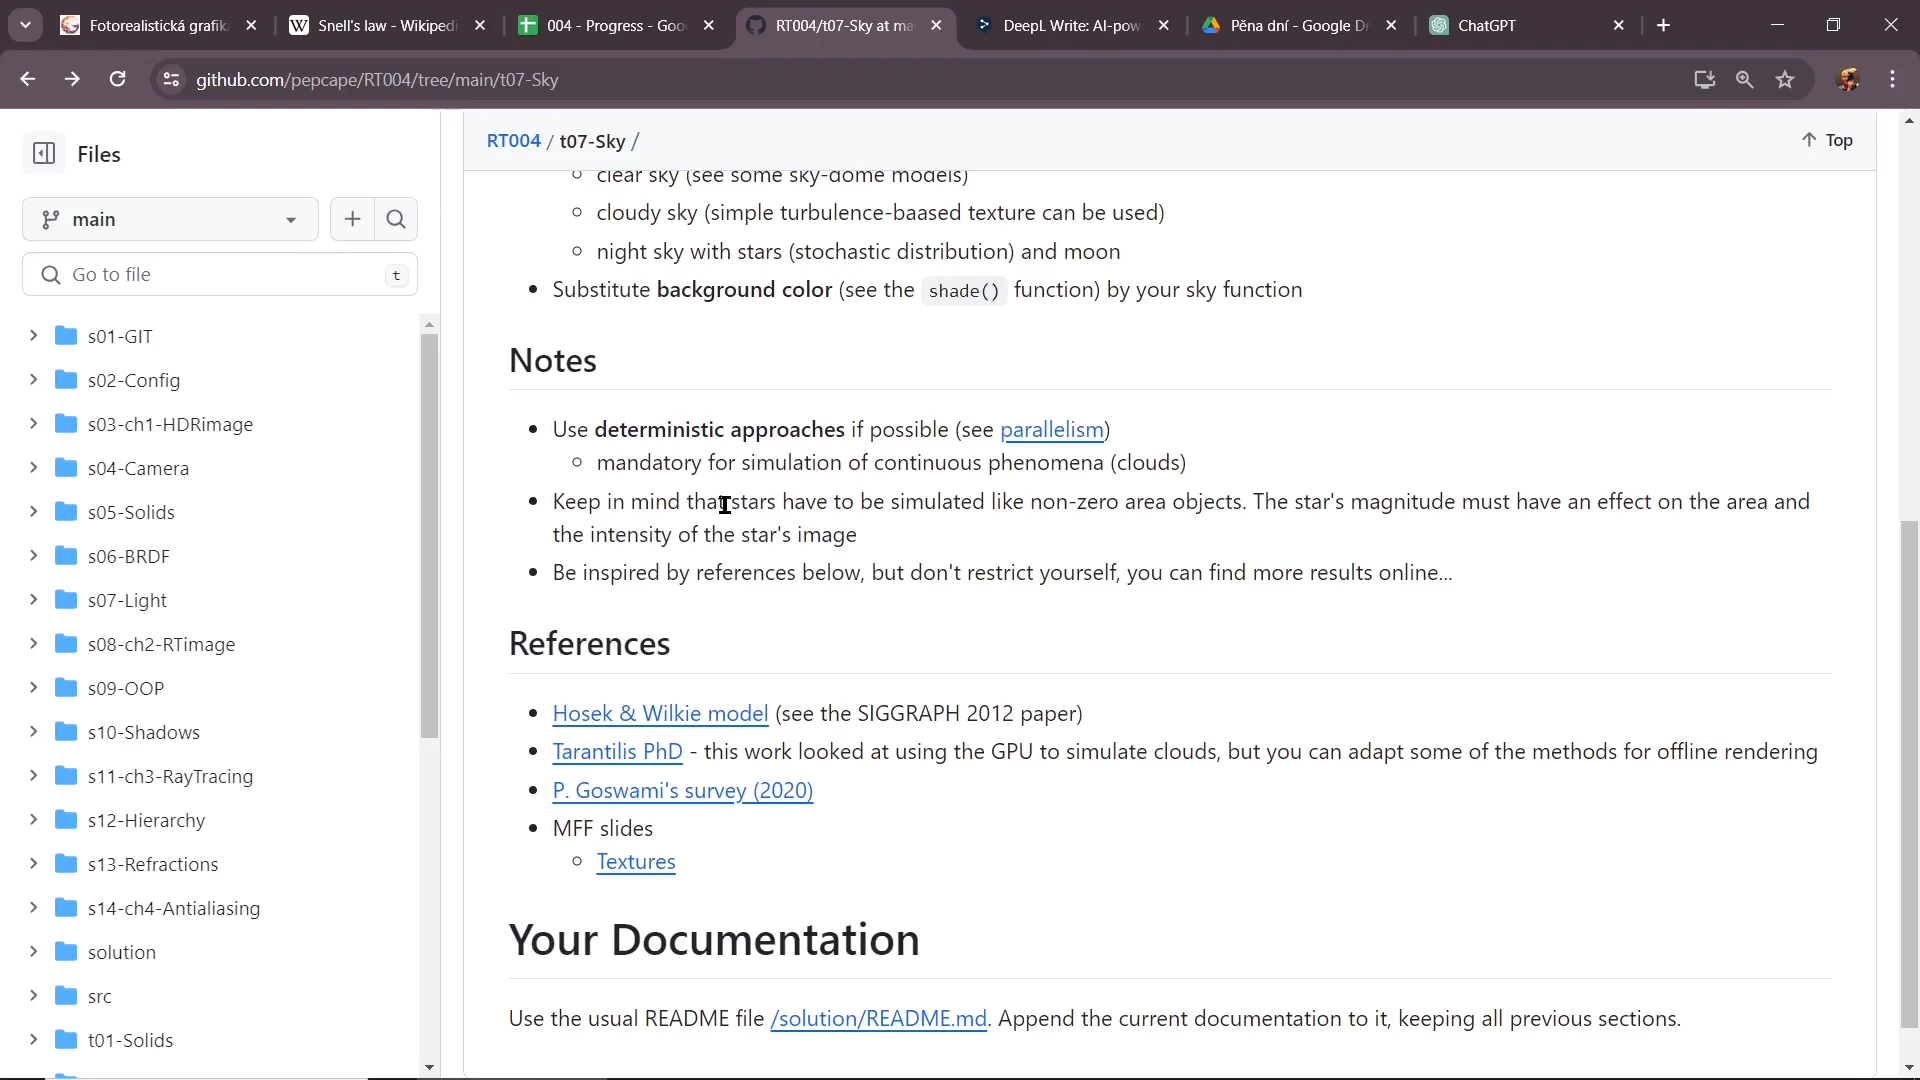 Fotorealistická grafik
Snell's law - Wikiped
004 - Progress - Goo
RT004/t07-Sky at ma
DeepL Write: AI-pow
Pěna dní - Google D
ChatGPT
github.com/pepcape/RT004/tree/main/t07-Sky
Files
main
Go to file
t
s01-GIT
s02-Config
s03-ch1-HDRimage
s04-Camera
s05-Solids
s06-BRDF
s07-Light
s08-ch2-RTimage
s09-OOP
s10-Shadows
s11-ch3-RayTracing
s12-Hierarchy
s13-Refractions
s14-ch4-Antialiasing
solution
src
t01-Solids
RT004 / t07-Sky /
Top
clear sky (see some sky-dome models)
cloudy sky (simple turbulence-baased texture can be used)
night sky with stars (stochastic distribution) and moon
Substitute background color (see the shade() function) by your sky function
Notes
Use deterministic approaches if possible (see parallelism)
mandatory for simulation of continuous phenomena (clouds)
Keep in mind that stars have to be simulated like non-zero area objects. The star's magnitude must have an effect on the area and
the intensity of the star's image
Be inspired by references below, but don't restrict yourself, you can find more results online...
References
Hosek & Wilkie model (see the SIGGRAPH 2012 paper)
Tarantilis PhD - this work looked at using the GPU to simulate clouds, but you can adapt some of the methods for offline rendering
P. Goswami's survey (2020)
MFF slides
Textures
Your Documentation
Use the usual README file /solution/README.md. Append the current documentation to it, keeping all previous sections.